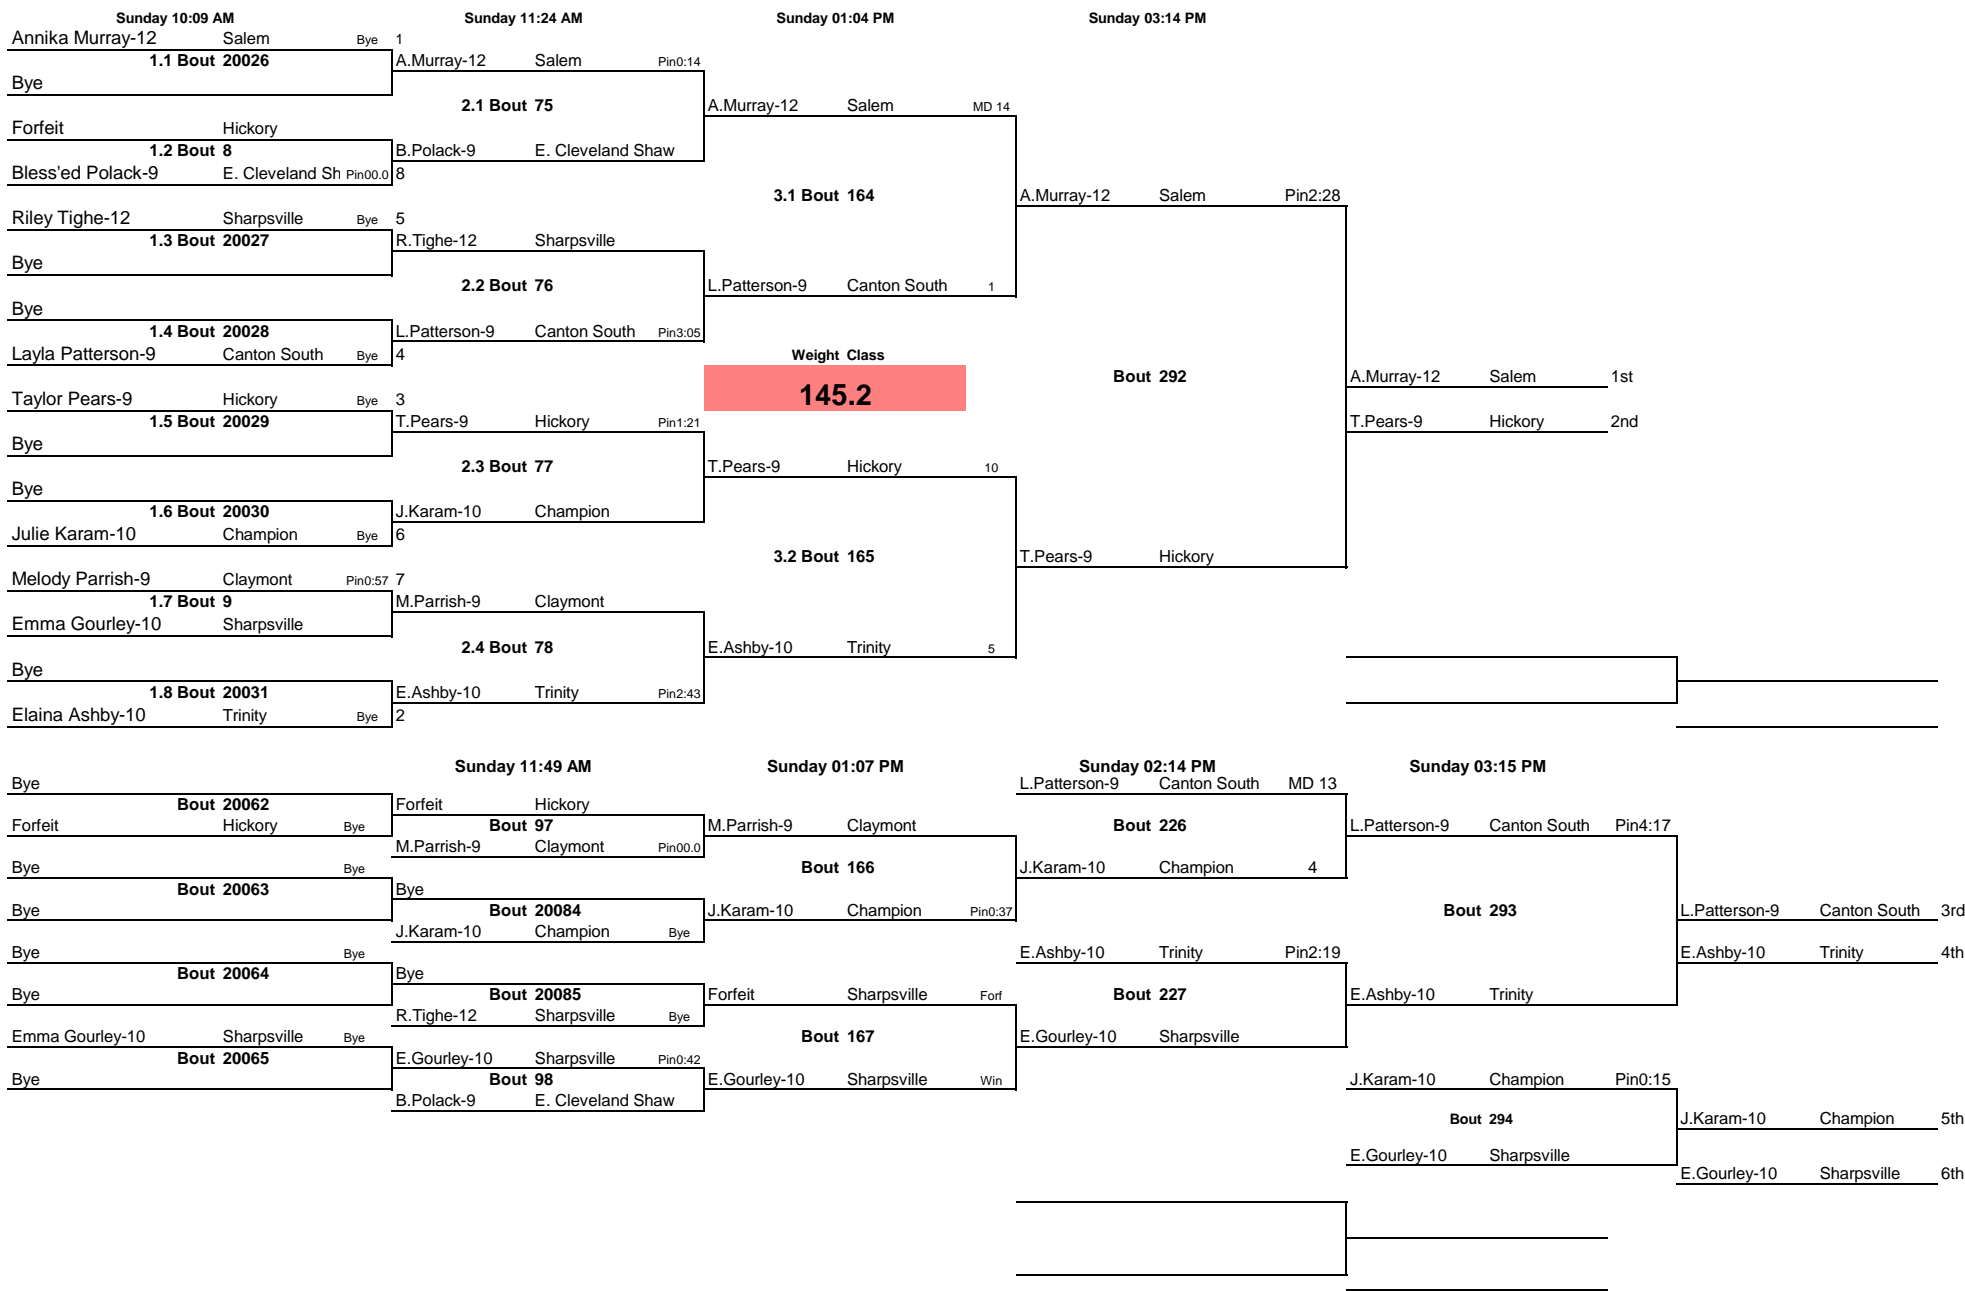 Sunday 10:09 AM Sunday 11:24 AM Sunday 01:04 PM Sunday 03:14 PM
Annika Murray-12 Salem Bye 1
1.1 Bout 20026 A.Murray-12 Salem Pin0:14
Bye
2.1 Bout 75 A.Murray-12 Salem MD 14
Forfeit Hickory
1.2 Bout 8 B.Polack-9 E. Cleveland Shaw
Bless'ed Polack-9 E. Cleveland Sh Pin00.0 8
3.1 Bout 164 A.Murray-12 Salem Pin2:28
Riley Tighe-12 Sharpsville Bye 5
1.3 Bout 20027 R.Tighe-12 Sharpsville
Bye
2.2 Bout 76 L.Patterson-9 Canton South 1
Bye
1.4 Bout 20028 L.Patterson-9 Canton South Pin3:05
Layla Patterson-9 Canton South Bye 4 Weight Class
Bout 292 A.Murray-12 Salem 1st
Taylor Pears-9 Hickory Bye 3 145.2
1.5 Bout 20029 T.Pears-9 Hickory Pin1:21 T.Pears-9 Hickory 2nd
Bye
2.3 Bout 77 T.Pears-9 Hickory 10
Bye
1.6 Bout 20030 J.Karam-10 Champion
Julie Karam-10 Champion Bye 6
3.2 Bout 165 T.Pears-9 Hickory
Melody Parrish-9 Claymont Pin0:57 7
1.7 Bout 9 M.Parrish-9 Claymont
Emma Gourley-10 Sharpsville
2.4 Bout 78 E.Ashby-10 Trinity 5
Bye
1.8 Bout 20031 E.Ashby-10 Trinity Pin2:43
Elaina Ashby-10 Trinity Bye 2
Sunday 11:49 AM Sunday 01:07 PM Sunday 02:14 PM Sunday 03:15 PM
Bye L.Patterson-9 Canton South MD 13
Bout 20062 Forfeit Hickory
Forfeit Hickory Bye Bout 97 M.Parrish-9 Claymont Bout 226 L.Patterson-9 Canton South Pin4:17
M.Parrish-9 Claymont Pin00.0
Bye Bye Bout 166 J.Karam-10 Champion 4
Bout 20063 Bye
Bye Bout 20084 J.Karam-10 Champion Pin0:37 Bout 293 L.Patterson-9 Canton South 3rd
J.Karam-10 Champion Bye
Bye Bye E.Ashby-10 Trinity Pin2:19 E.Ashby-10 Trinity 4th
Bout 20064 Bye
Bye Bout 20085 Forfeit Sharpsville Forf Bout 227 E.Ashby-10 Trinity
R.Tighe-12 Sharpsville Bye
Emma Gourley-10 Sharpsville Bye Bout 167 E.Gourley-10 Sharpsville
Bout 20065 E.Gourley-10 Sharpsville Pin0:42
Bye Bout 98 E.Gourley-10 Sharpsville Win J.Karam-10 Champion Pin0:15
B.Polack-9 E. Cleveland Shaw
Bout 294 J.Karam-10 Champion 5th
E.Gourley-10 Sharpsville
E.Gourley-10 Sharpsville 6th